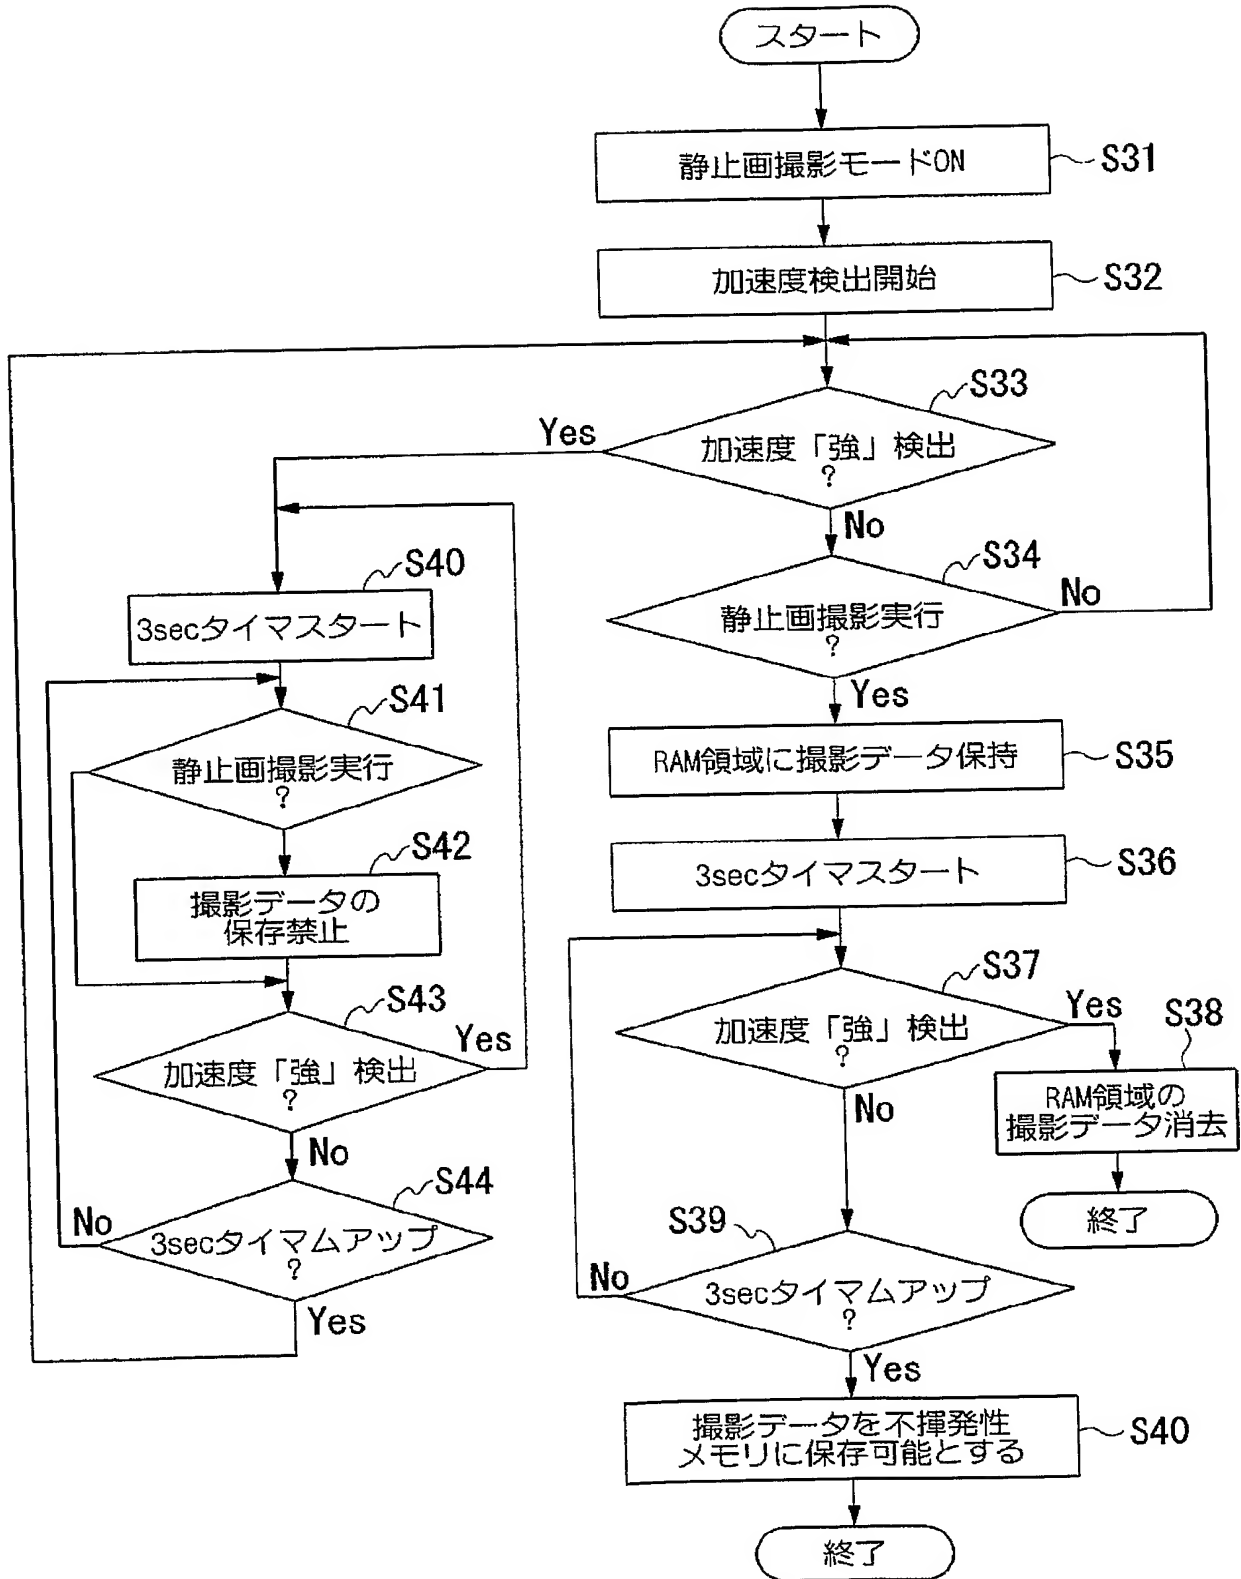 スタート
静止画撮影モードON
S31
加速度検出開始
S32
S33
加速度「強」検出
?
Yes
No
S34
静止画撮影実行
?
No
Yes
RAM領域に撮影データ保持
S35
3secタイマスタート
S36
S37
加速度「強」検出
?
Yes
No
S38
RAM領域の
撮影データ消去
終了
S39
3secタイマムアップ
?
No
Yes
撮影データを不揮発性
メモリに保存可能とする
S40
終了
S40
3secタイマスタート
S41
静止画撮影実行
?
S42
撮影データの
保存禁止
S43
加速度「強」検出
?
Yes
No
S44
3secタイマムアップ
?
No
Yes